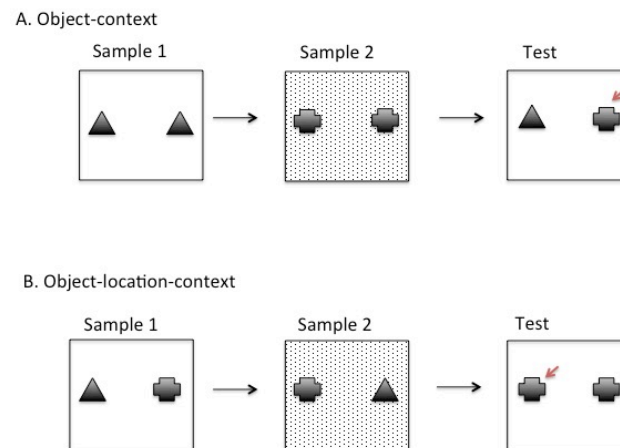 A. Object-context
Sample 1
Sample 2
Test
B. Object-location-context
Sample 1
Sample 2
Test